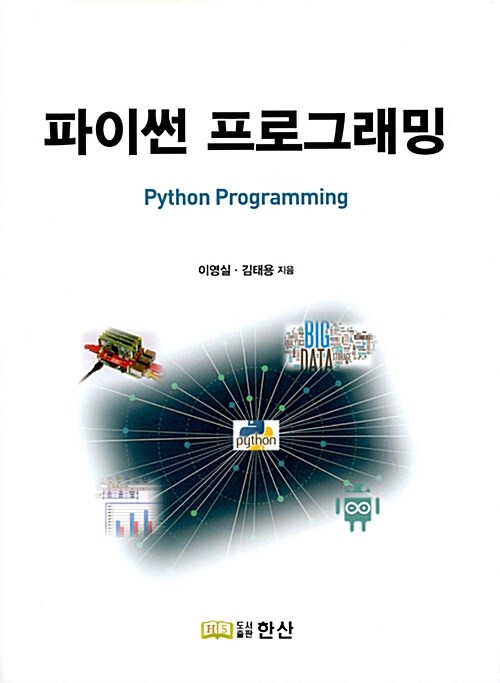 파이썬 프로그래밍
Python Programming
이영실 · 김태용 지음
BIG
DATA
python
HS 도서출판 한산